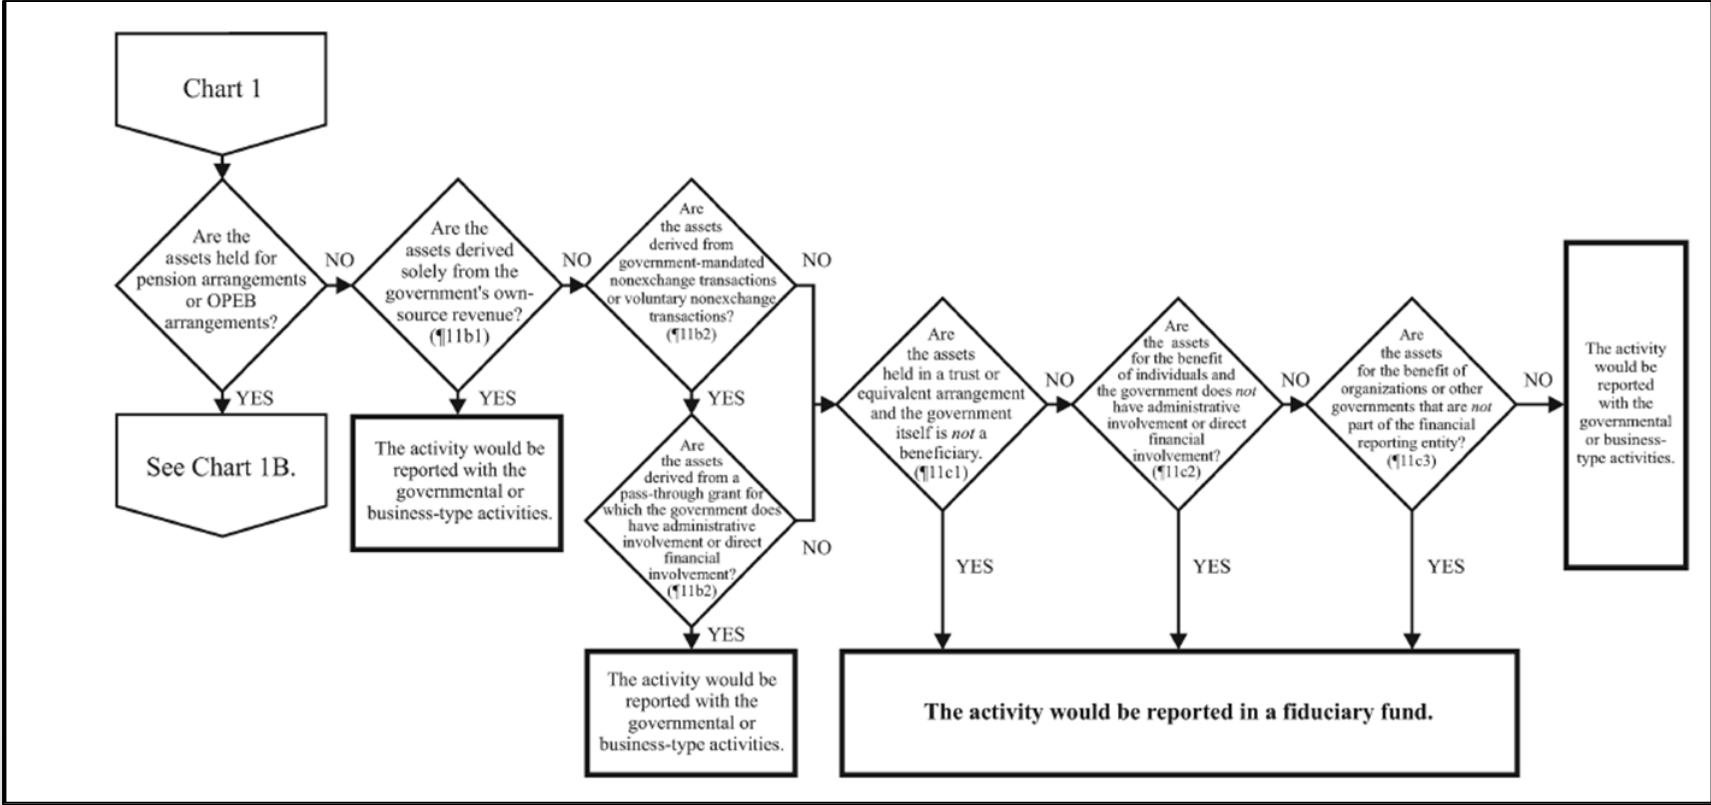 Chart 1
Are the
assets held for
pension arrangements
or OPEB
arrangements?
NO
YES
See Chart 1B.
Are the
assets derived
solely from the
government's own-
source revenue?
(¶11b1)
NO
YES
The activity would be
reported with the
governmental or
business-type activities.
Are
the assets
derived from
government-mandated
nonexchange transactions
or voluntary nonexchange
transactions?
(¶11b2)
NO
YES
Are
the assets
derived from a
pass-through grant for
which the government does
have administrative
involvement or direct
financial
involvement?
(¶11b2)
NO
YES
The activity would be
reported with the
governmental or
business-type activities.
Are
the assets
held in a trust or
equivalent arrangement
and the government
itself is not a
beneficiary.
(¶11c1)
NO
YES
Are
the assets
for the benefit
of individuals and
the government does not
have administrative
involvement or direct
financial
involvement?
(¶11c2)
NO
YES
Are
the assets
for the benefit of
organizations or other
governments that are not
part of the financial
reporting entity?
(¶11c3)
NO
YES
The activity
would be
reported
with the
governmental
or business-
type activities.
The activity would be reported in a fiduciary fund.